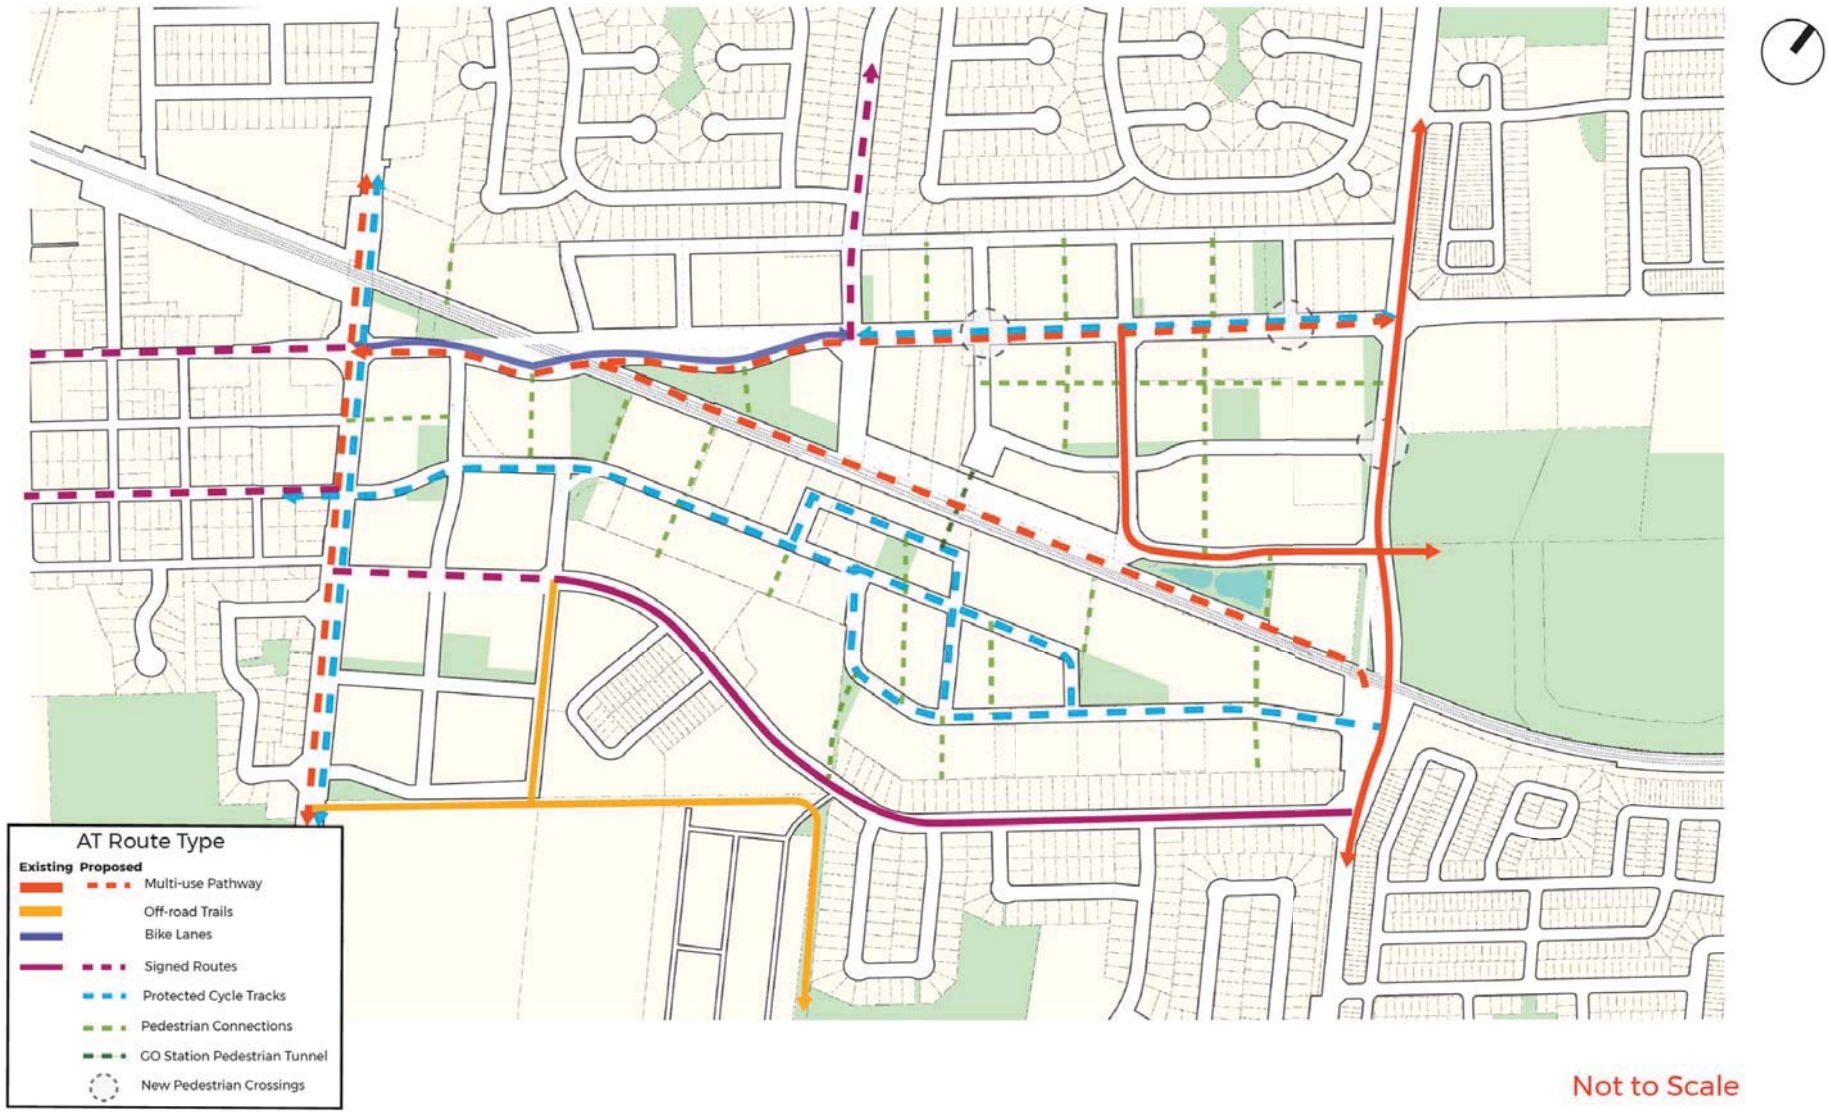 AT Route Type
Existing Proposed
Multi-use Pathway
Off-road Trails
Bike Lanes
Signed Routes
Protected Cycle Tracks
Pedestrian Connections
GO Station Pedestrian Tunnel
New Pedestrian Crossings
Not to Scale